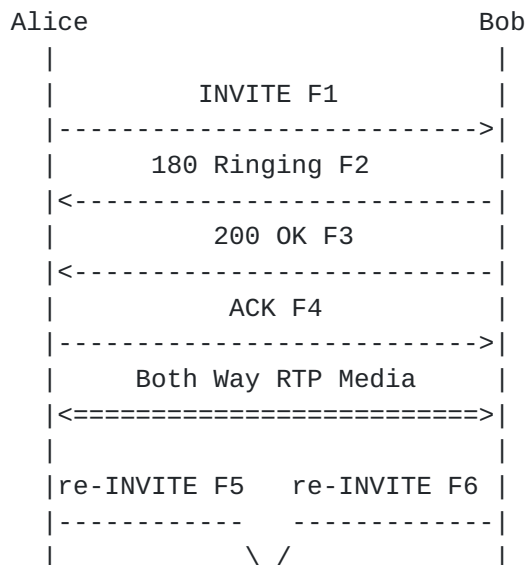 Alice Bob
INVITE F1
180 Ringing F2
200 OK F3
ACK F4
Both Way RTP Media
re-INVITE F5 re-INVITE F6